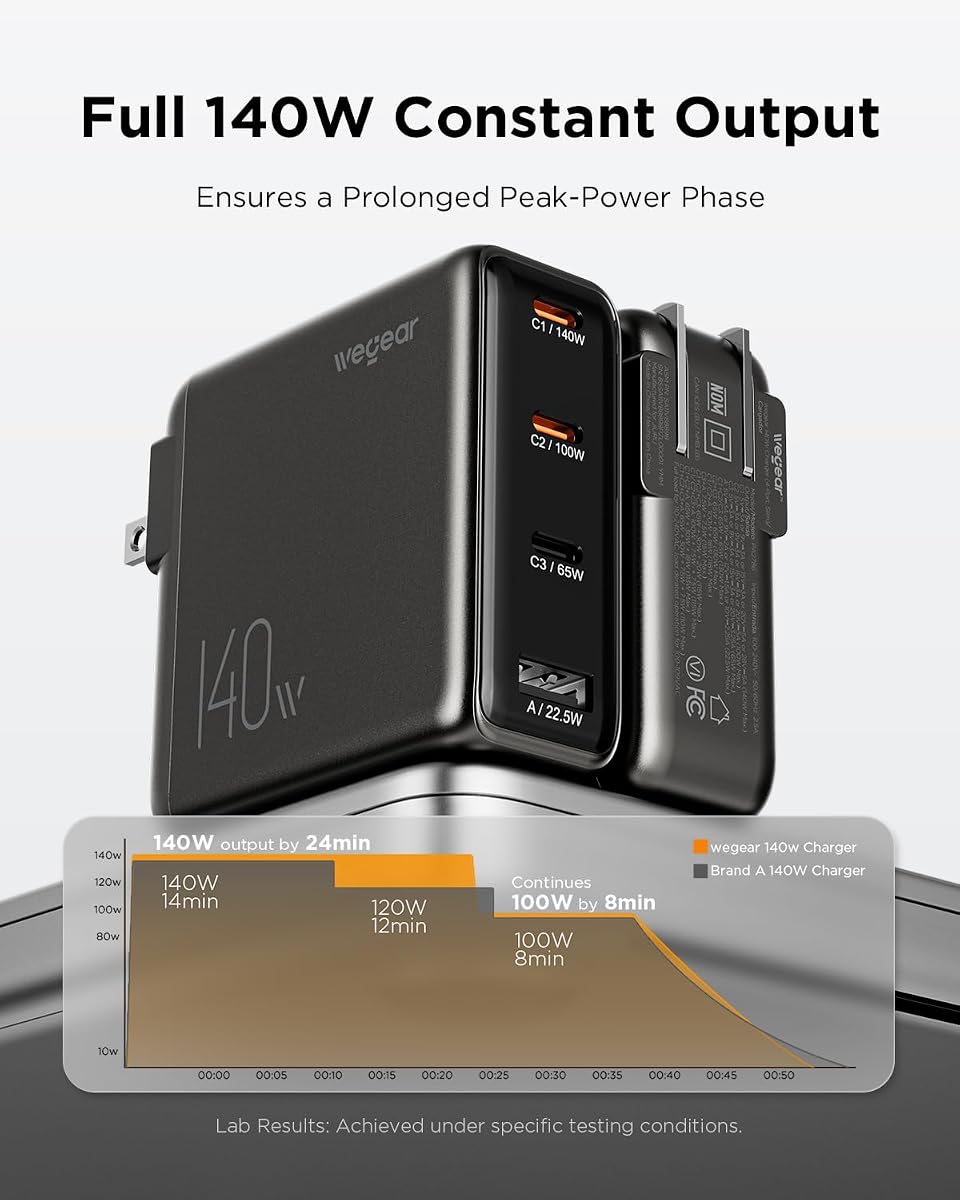 Full 140W Constant Output
Ensures a Prolonged Peak-Power Phase
wegear
140w
C1 / 140W
C2 / 100W
C3 / 65W
A / 22.5W
NOM
wegear™
VI FC
140W output by 24min
140w
120w
100w
80w
10w
140W
14min
120W
12min
Continues
100W by 8min
100W
8min
wegear 140w Charger
Brand A 140W Charger
00:00 00:05 00:10 00:15 00:20 00:25 00:30 00:35 00:40 00:45 00:50
Lab Results: Achieved under specific testing conditions.